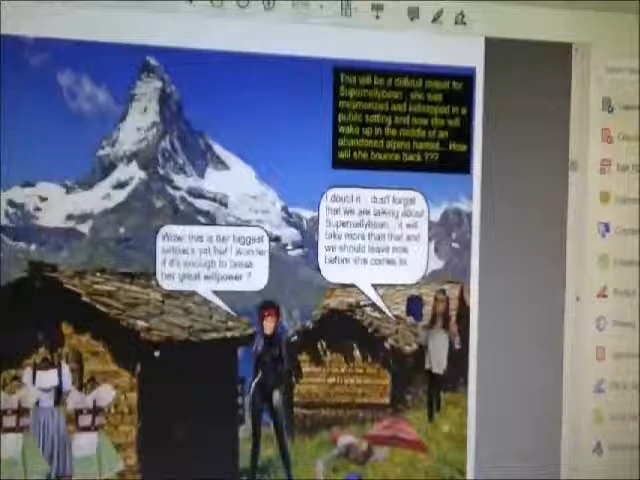 This will be a difficult reveil for
Supernellybean , she was
mesmerized and kidnapped in a
public setting and now she will
wake up in the middle of an
abandoned alpine hamlet... How
will she bounce back ???
I doubt it .. don't forget
that we are talking about
Supernellybean ... it will
take more than that and
we should leave now
before she comes to.
Wow, this is her biggest
setback yet but I wonder
if it's enough to break
her great willpower ?